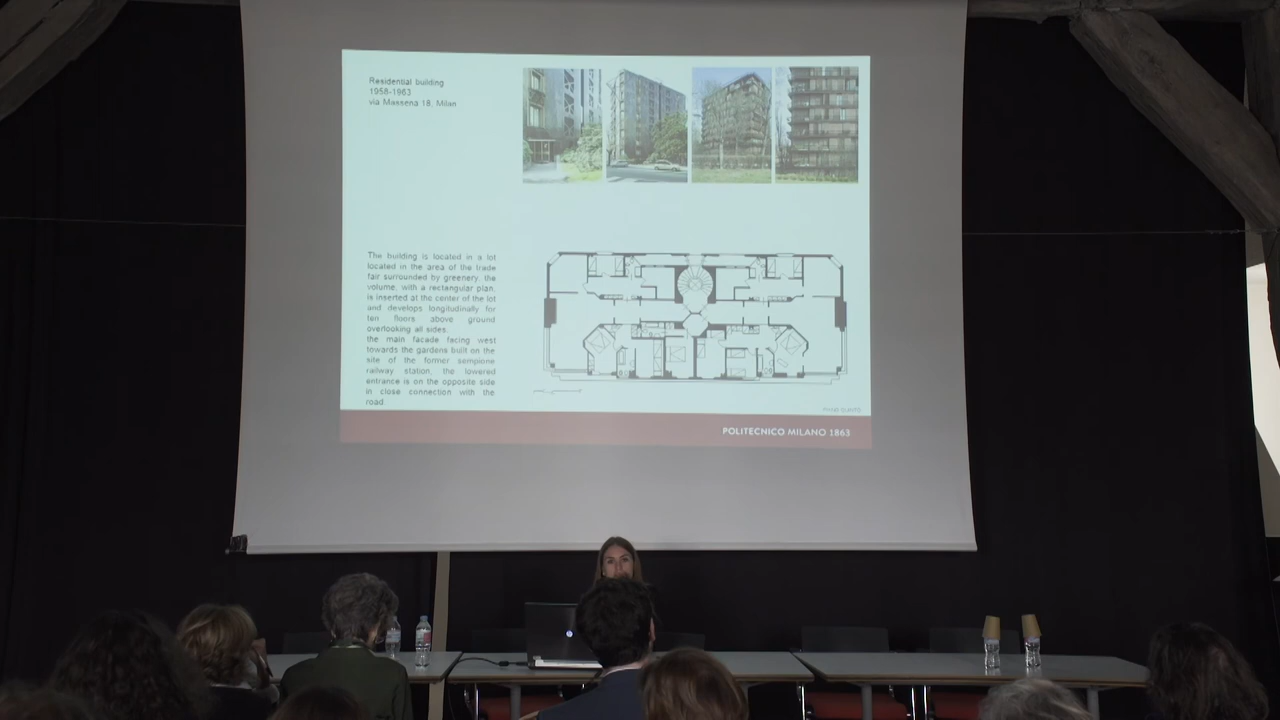 Residential building
1958-1963
via Massena 18, Milan
The building is located in a lot
located in the area of the trade
fair surrounded by greenery, the
volume, with a rectangular plan,
is inserted at the center of the lot
and develops longitudinally for
ten floors above ground
overlooking all sides.
the main facade facing west
towards the gardens built on the
site of the former sempione
railway station, the lowered
entrance is on the opposite side
in close connection with the
road.
POLITECNICO MILANO 1863